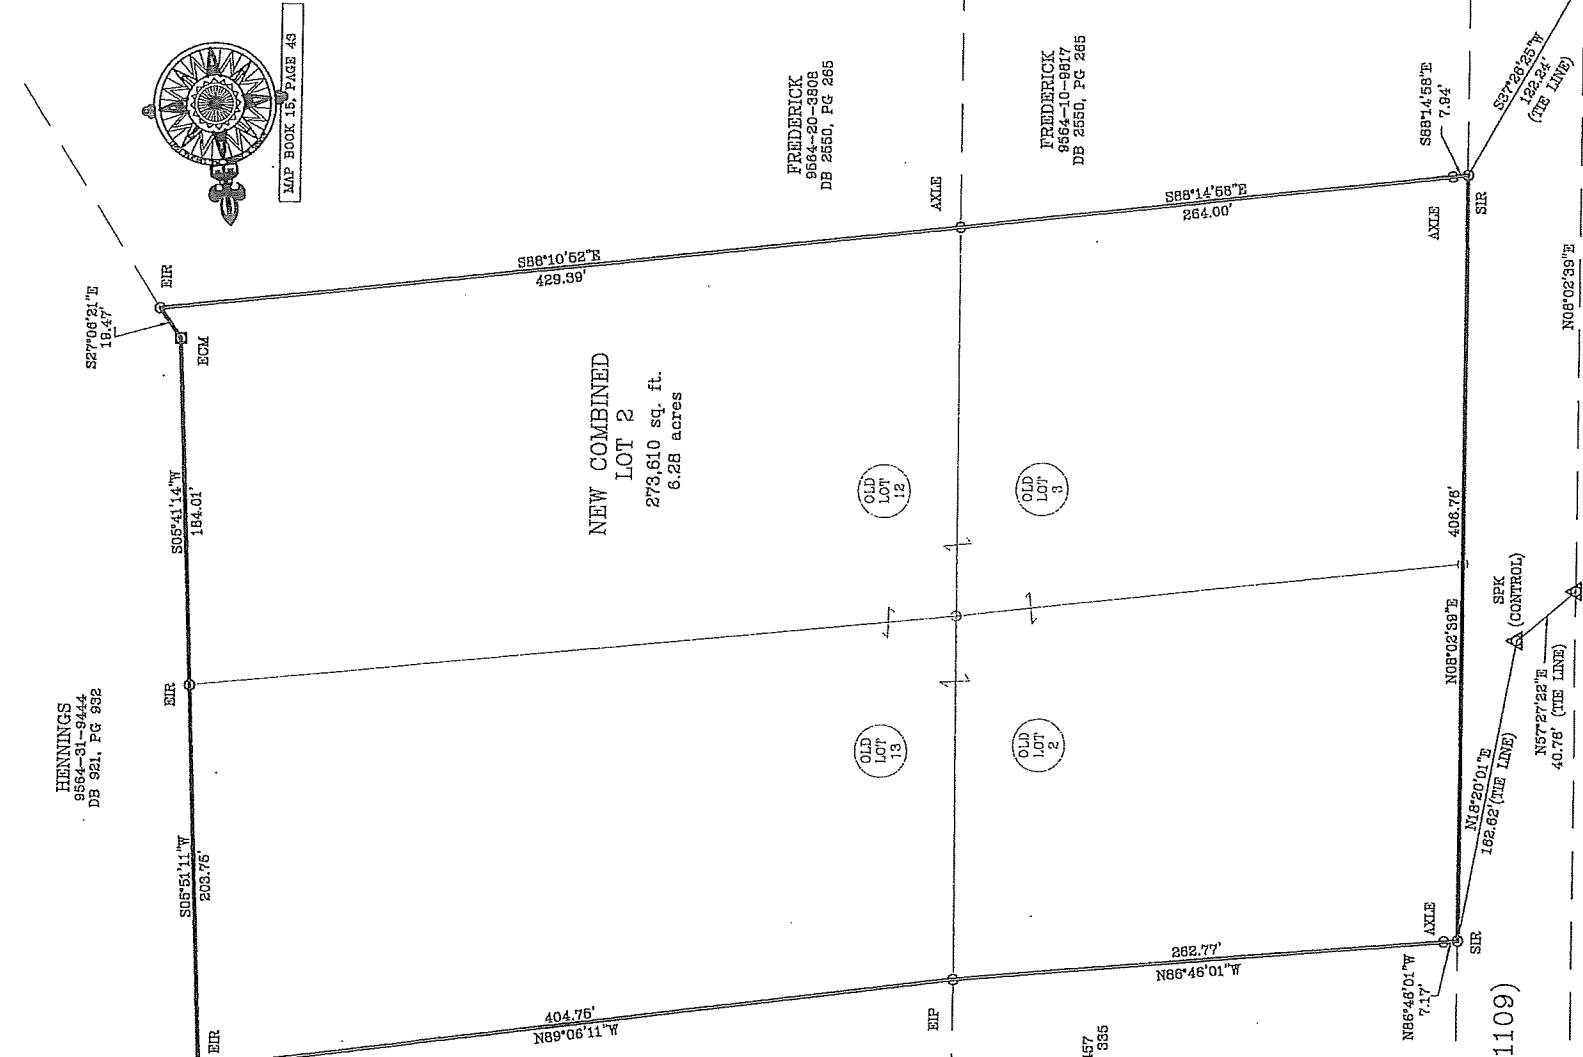 MAP BOOK 15, PAGE 43
FREDERICK
9564-20-3808
DB 2550, PG 265
FREDERICK
9564-10-9817
DB 2550, PG 265
S37°26'25"W
122.24'
(TIE LINE)
S88°14'58"E
7.94'
AXLE
S88°14'58"E
264.00'
AXLE
SIR
EIR
S88°10'52"E
429.39'
S27°06'21"E
19.47'
ECM
N08°02'39"E
NEW COMBINED
LOT 2
273,610 sq. ft.
6.28 acres
S05°41'14"W
184.01'
OLD
LOT
12
OLD
LOT
3
408.76'
N08°02'39"E
SPK
(CONTROL)
EIR
HENNINGS
9564-31-9444
DB 921, PG 932
OLD
LOT
13
OLD
LOT
2
N57°27'22"E
40.76' (TIE LINE)
N18°20'01"E
162.62' (TIE LINE)
S05°51'11"W
203.75'
AXLE
SIR
262.77'
N86°46'01"W
N86°46'01"W
7.17'
404.75'
N89°06'11"W
EIP
EIR
335
1109)